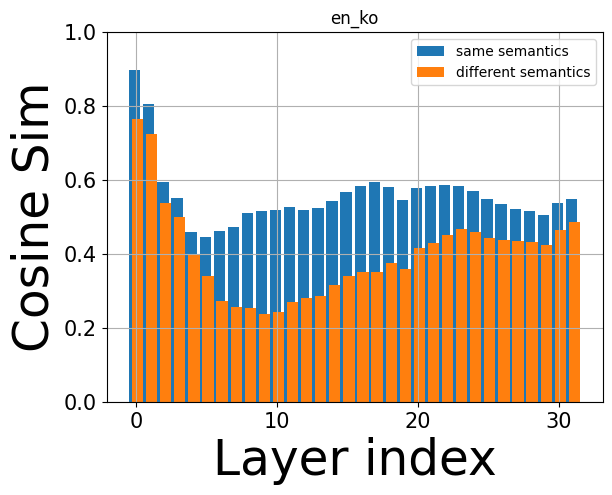 en_ko
same semantics
different semantics
1.0
0.8
0.6
0.4
0.2
0.0
Cosine Sim
0 10 20 30
Layer index